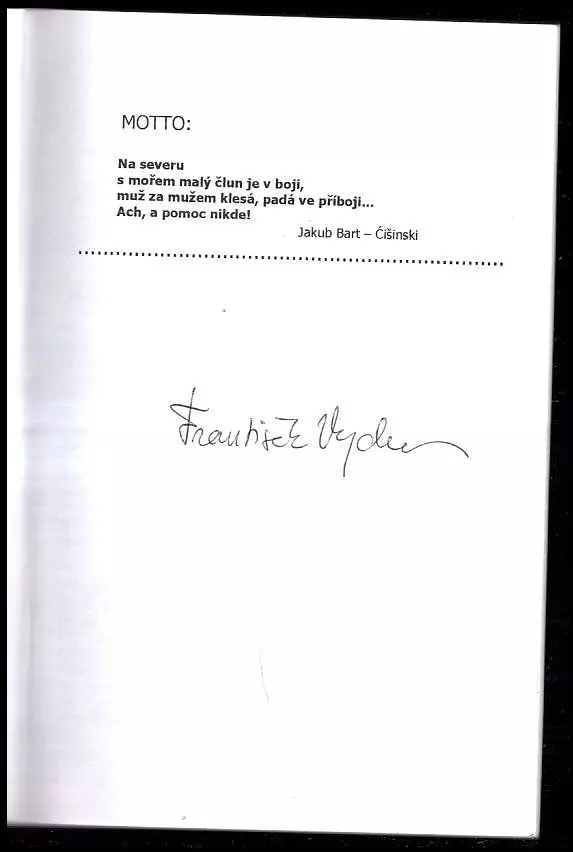 MOTTO:
Na severu
s mořem malý člun je v boji,
muž za mužem klesá, padá ve příboji...
Ach, a pomoc nikde!
Jakub Bart – Ćišinski
František